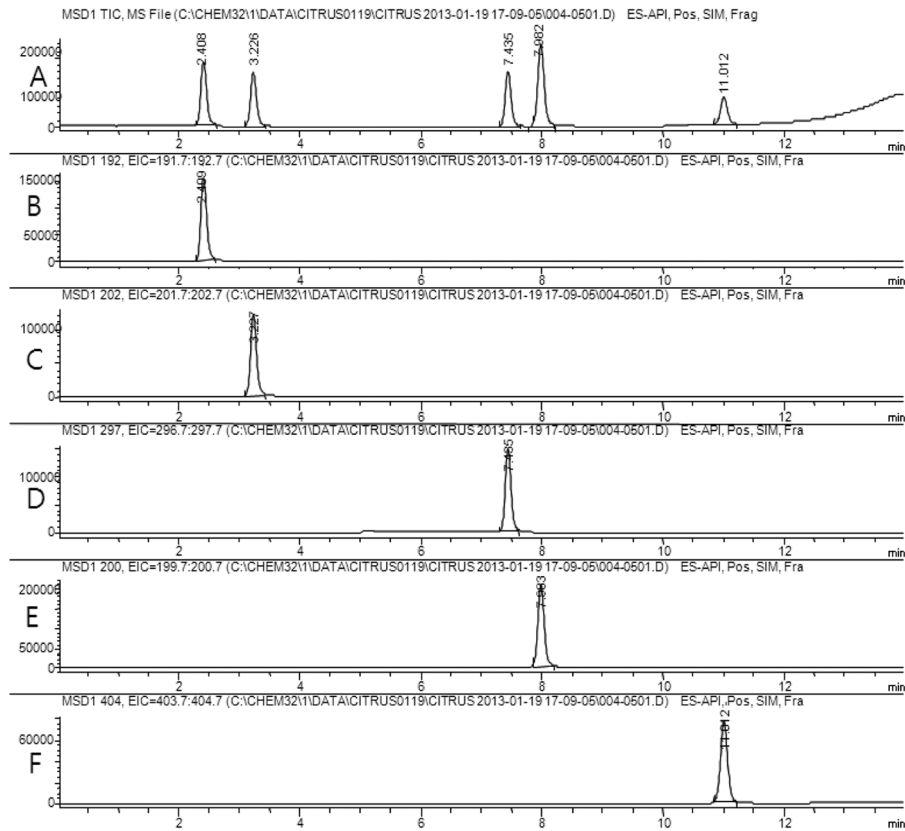 MSD1 TIC, MS File (C:\CHEM32\1\DATA\CITRUS0119\CITRUS 2013-01-19 17-09-05\004-0501.D) ES-API, Pos, SIM, Frag
A
200000
100000
0
2.408
3.226
7.435
7.982
11.012
2 4 6 8 10 12 min
MSD1 192, EIC=191.7:192.7 (C:\CHEM32\1\DATA\CITRUS0119\CITRUS 2013-01-19 17-09-05\004-0501.D) ES-API, Pos, SIM, Fra
B
150000
50000
0
2.409
2 4 6 8 10 12 min
MSD1 202, EIC=201.7:202.7 (C:\CHEM32\1\DATA\CITRUS0119\CITRUS 2013-01-19 17-09-05\004-0501.D) ES-API, Pos, SIM, Fra
C
100000
0
3.227
2 4 6 8 10 12 min
MSD1 297, EIC=296.7:297.7 (C:\CHEM32\1\DATA\CITRUS0119\CITRUS 2013-01-19 17-09-05\004-0501.D) ES-API, Pos, SIM, Fra
D
100000
0
7.435
2 4 6 8 10 12 min
MSD1 200, EIC=199.7:200.7 (C:\CHEM32\1\DATA\CITRUS0119\CITRUS 2013-01-19 17-09-05\004-0501.D) ES-API, Pos, SIM, Fra
E
200000
50000
0
7.983
2 4 6 8 10 12 min
MSD1 404, EIC=403.7:404.7 (C:\CHEM32\1\DATA\CITRUS0119\CITRUS 2013-01-19 17-09-05\004-0501.D) ES-API, Pos, SIM, Fra
F
60000
0
11.012
2 4 6 8 10 12 min